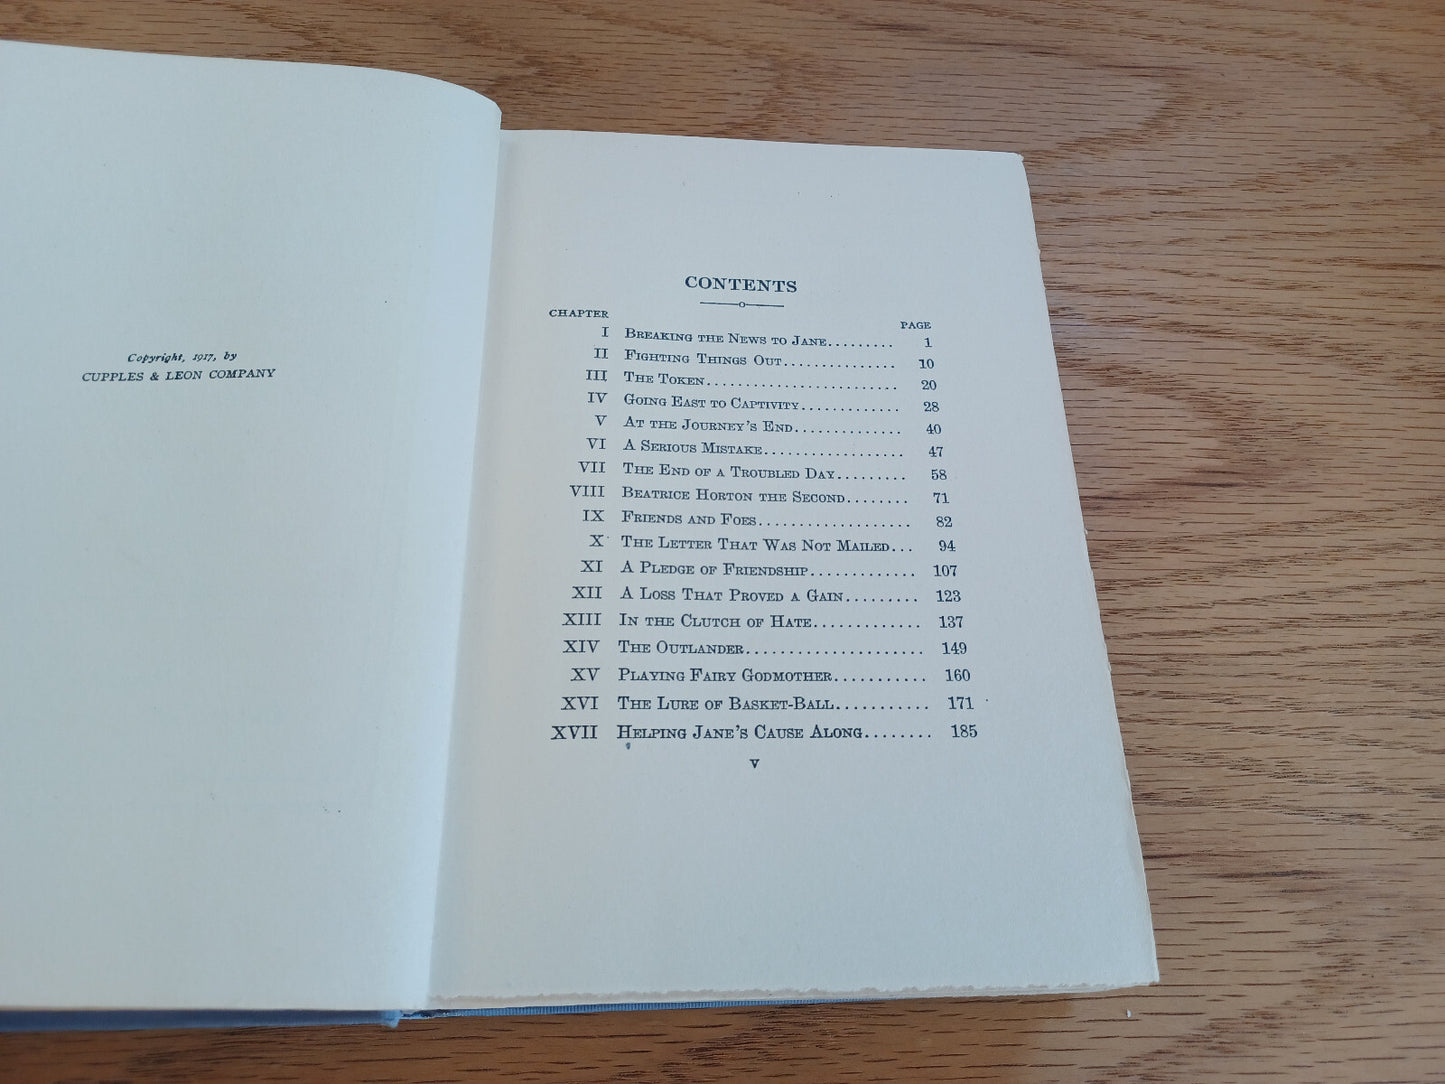 Copyright, 1917, by
CUPPLES & LEON COMPANY
CONTENTS
CHAPTER PAGE
I Breaking the News to Jane......... 1
II Fighting Things Out............... 10
III The Token......................... 20
IV Going East to Captivity............. 28
V At the Journey's End.............. 40
VI A Serious Mistake.................. 47
VII The End of a Troubled Day......... 58
VIII Beatrice Horton the Second........ 71
IX Friends and Foes................... 82
X The Letter That Was Not Mailed... 94
XI A Pledge of Friendship............. 107
XII A Loss That Proved a Gain......... 123
XIII In the Clutch of Hate............. 137
XIV The Outlander...................... 149
XV Playing Fairy Godmother........... 160
XVI The Lure of Basket-Ball........... 171
XVII Helping Jane's Cause Along........ 185
v